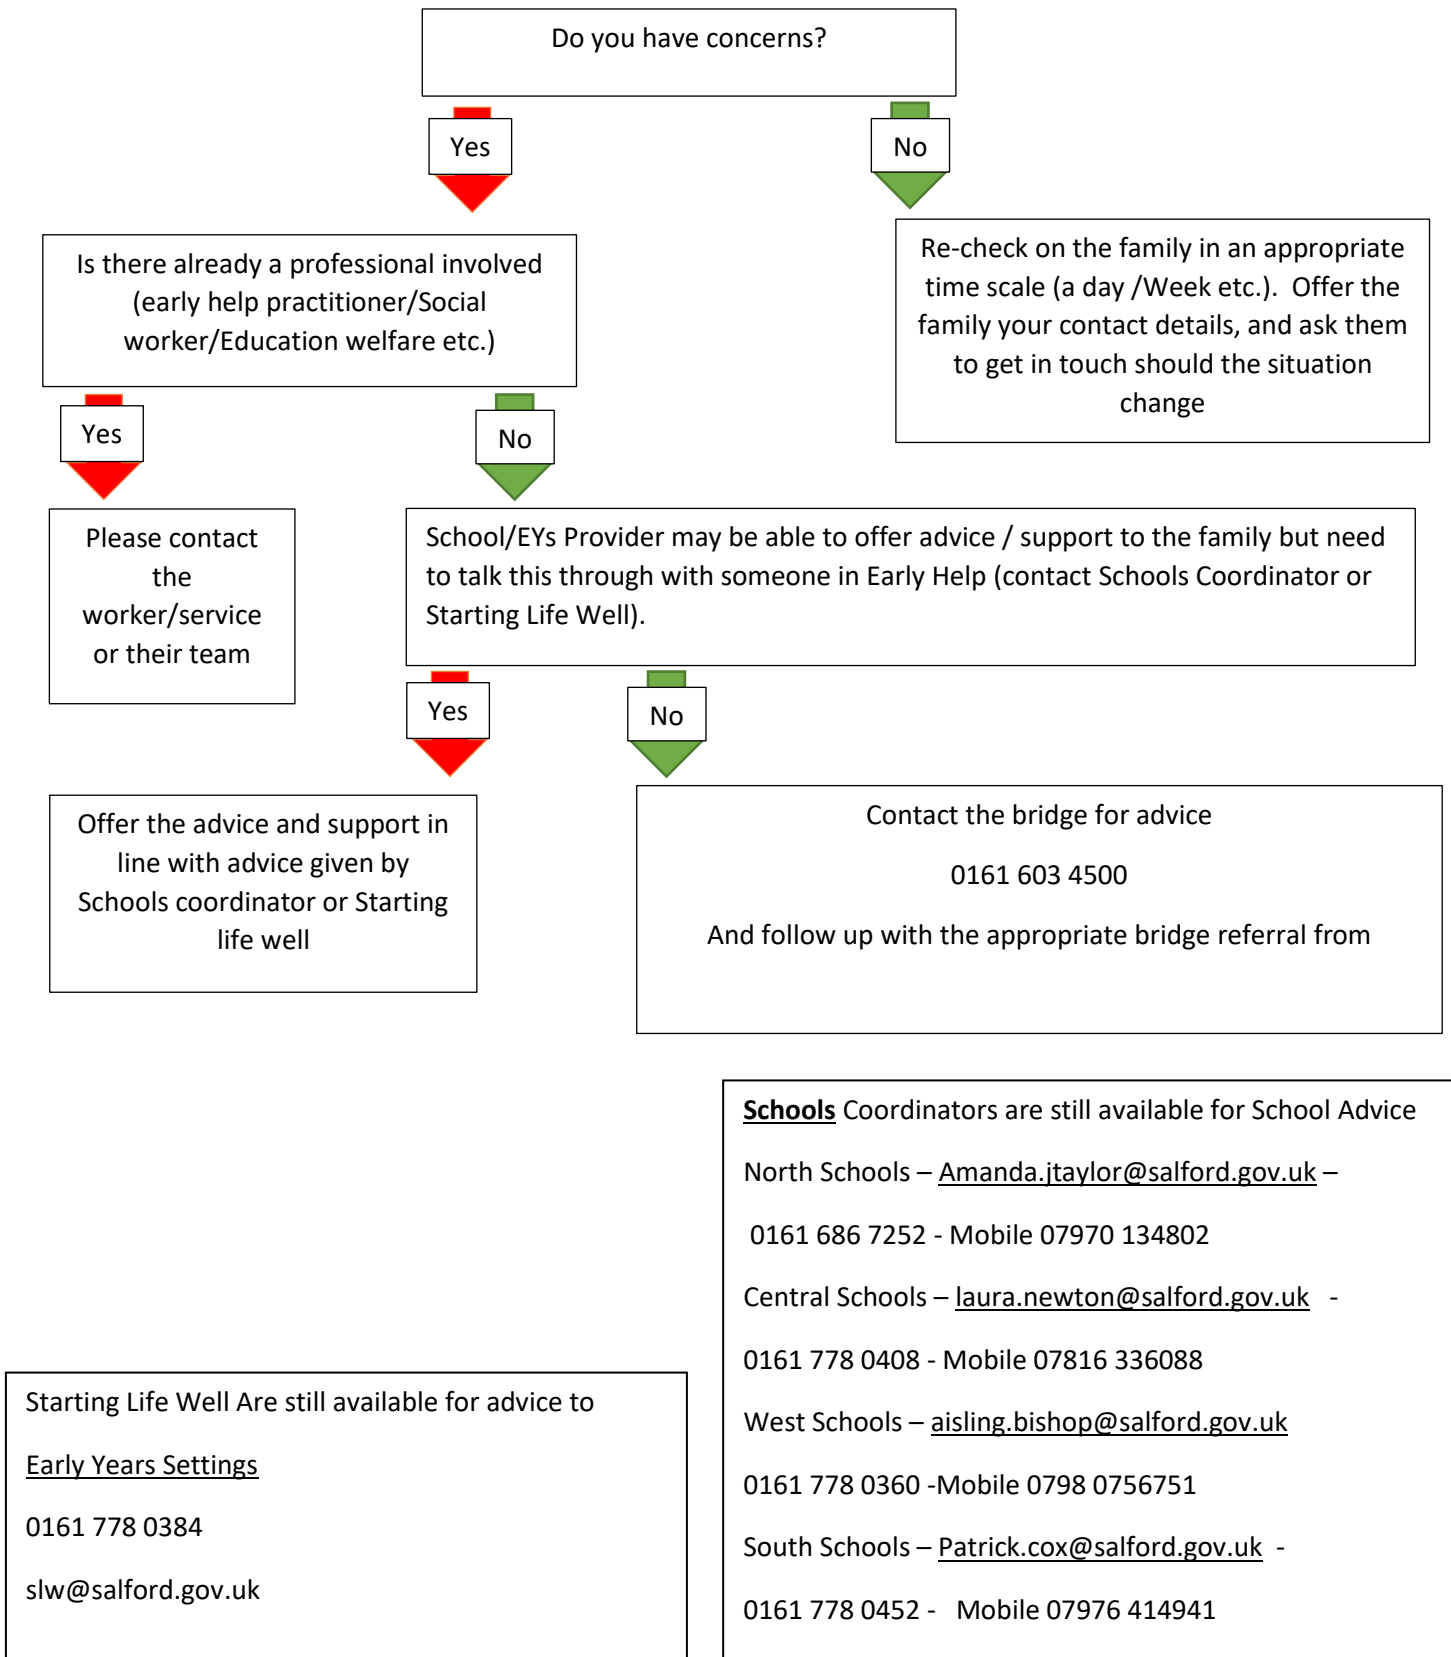 Do you have concerns?
Yes
No
Is there already a professional involved
(early help practitioner/Social
worker/Education welfare etc.)
Re-check on the family in an appropriate
time scale (a day /Week etc.).  Offer the
family your contact details, and ask them
to get in touch should the situation
change
Yes
No
Please contact
the
worker/service
or their team
School/EYs Provider may be able to offer advice / support to the family but need
to talk this through with someone in Early Help (contact Schools Coordinator or
Starting Life Well).
Yes
No
Offer the advice and support in
line with advice given by
Schools coordinator or Starting
life well
Contact the bridge for advice
0161 603 4500
And follow up with the appropriate bridge referral from
Schools Coordinators are still available for School Advice
North Schools – Amanda.jtaylor@salford.gov.uk –
0161 686 7252 - Mobile 07970 134802
Central Schools – laura.newton@salford.gov.uk   -
0161 778 0408 - Mobile 07816 336088
West Schools – aisling.bishop@salford.gov.uk
0161 778 0360 -Mobile 0798 0756751
South Schools – Patrick.cox@salford.gov.uk  -
0161 778 0452 -   Mobile 07976 414941
Starting Life Well Are still available for advice to
Early Years Settings
0161 778 0384
slw@salford.gov.uk